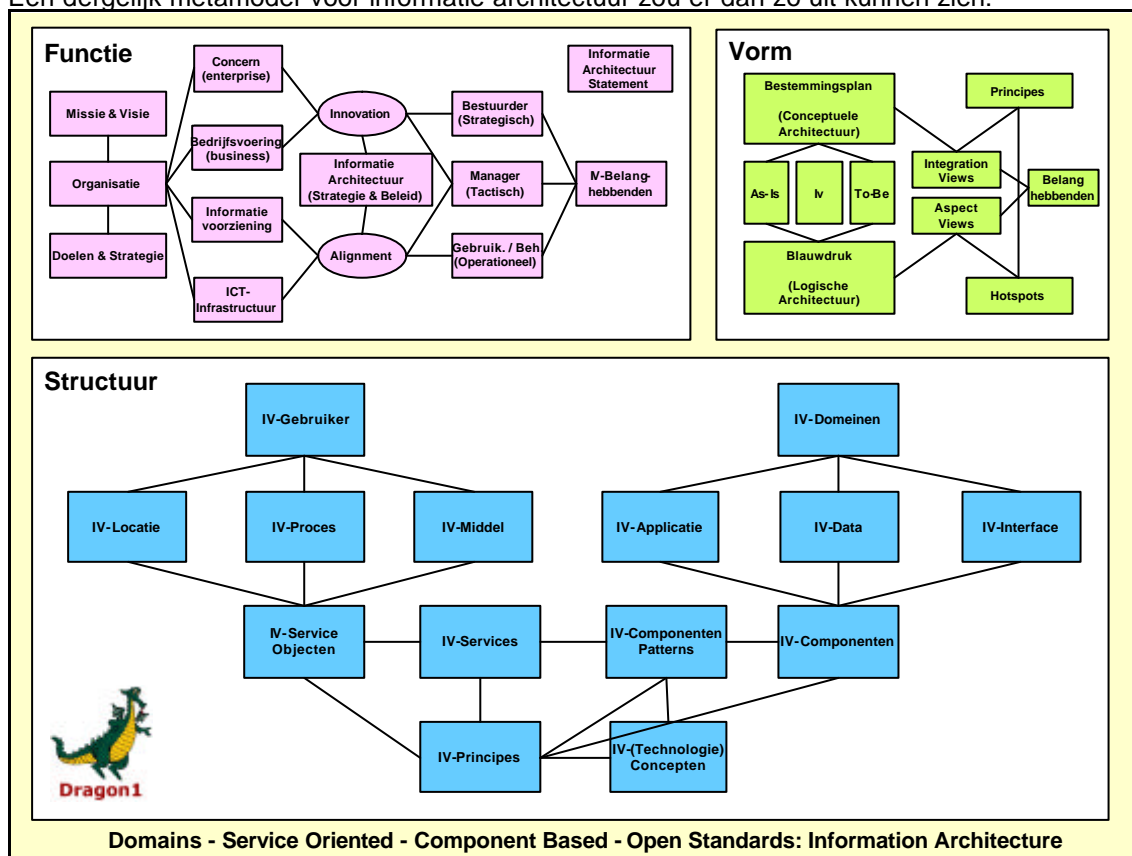 Een dergelijk metamodel voor informatie architectuur zou er dan zo uit kunnen zien:
Functie
Concern
(enterprise)
Informatie
Architectuur
Statement
Missie & Visie
Innovation
Bestuurder
(Strategisch)
Bedrijfsvoering
(business)
Organisatie
Informatie
Architectuur
(Strategie & Beleid)
Manager
(Tactisch)
IV-Belang-
hebbenden
Informatie
voorziening
Doelen & Strategie
Alignment
Gebruik. / Beh.
(Operationeel)
ICT-
Infrastructuur
Vorm
Bestemmingsplan
(Conceptuele
Architectuur)
Principes
As-Is
Iv
To-Be
Integration
Views
Belang
hebbenden
Aspect
Views
Blauwdruk
(Logische
Architectuur)
Hotspots
Structuur
IV-Gebruiker
IV-Domeinen
IV-Locatie
IV-Proces
IV-Middel
IV-Applicatie
IV-Data
IV-Interface
IV-Service
Objecten
IV-Services
IV-Componenten
Patterns
IV-Componenten
IV-Principes
IV-(Technologie)
Concepten
Dragon1
Domains - Service Oriented - Component Based - Open Standards: Information Architecture